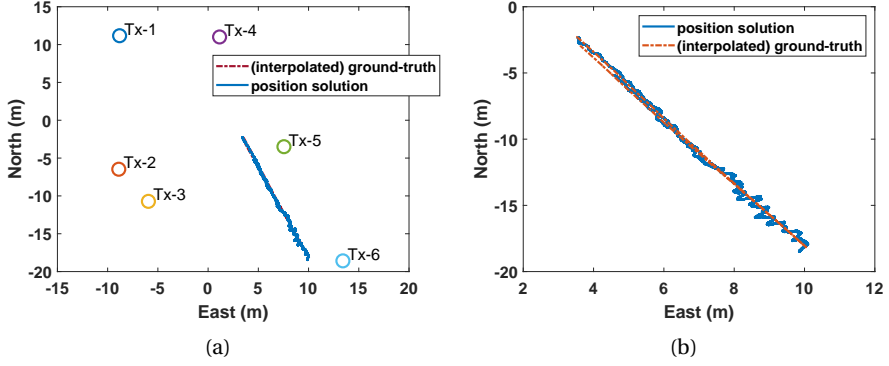 15
10
5
0
-5
-10
-15
-20
-15
-10
-5
0
5
10
15
20
North (m)
East (m)
Tx-1
Tx-4
(interpolated) ground-truth
position solution
Tx-5
Tx-2
Tx-3
Tx-6
(a)
0
-5
-10
-15
-20
2
4
6
8
10
12
North (m)
East (m)
position solution
(interpolated) ground-truth
(b)